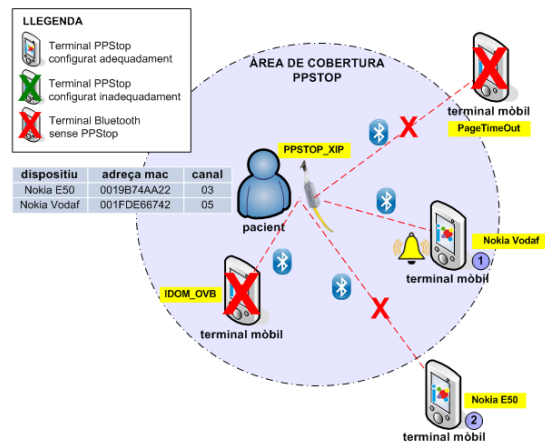 LLEGENDA
Terminal PPStop
configurat adequadament
Terminal PPStop
configurat inadequadament
Terminal Bluetooth
sense PPStop
ÀREA DE COBERTURA
PPSTOP
terminal mòbil
PageTimeOut
PPSTOP_XIP
dispositiu adreça mac canal
Nokia E50 0019B74AA22 03
Nokia Vodaf 001FDE66742 05
pacient
Nokia Vodaf
1
terminal mòbil
IDOM_OVB
terminal mòbil
Nokia E50
2
terminal mòbil